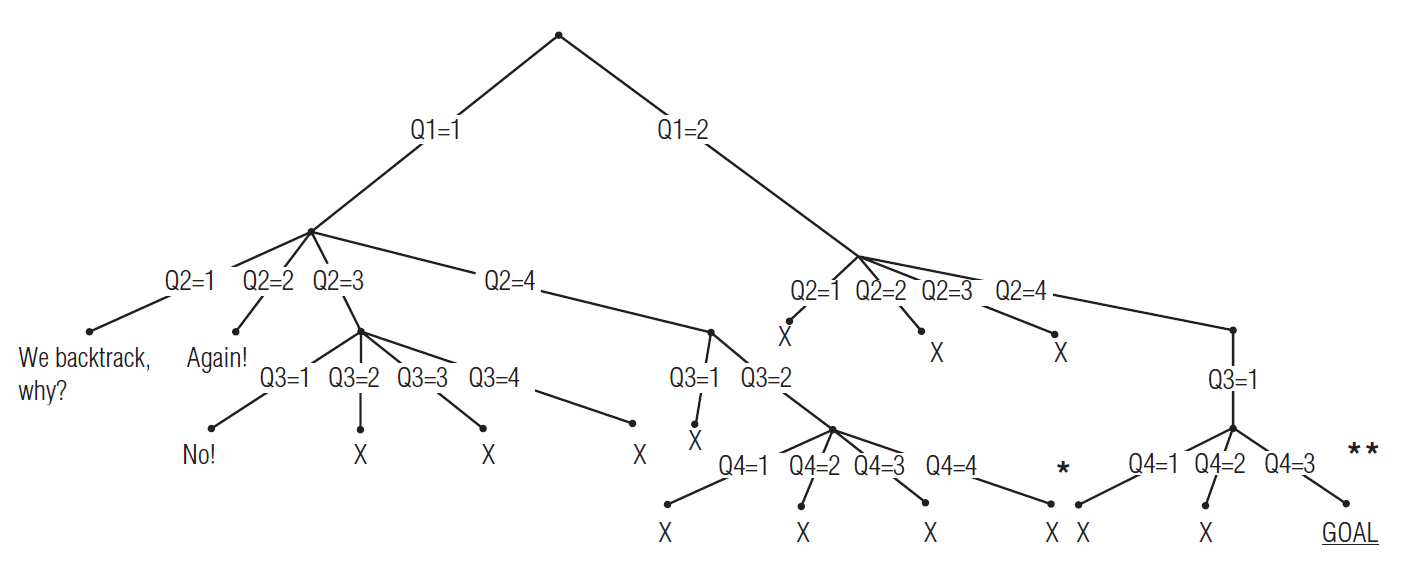 Q1=1 Q1=2
Q2=1 Q2=2 Q2=3 Q2=4
Q2=1 Q2=2 Q2=3 Q2=4
We backtrack,
why?
Again!
X
X
X
Q3=1 Q3=2 Q3=3 Q3=4
Q3=1 Q3=2
Q3=1
No!
X
X
X
X
Q4=1 Q4=2 Q4=3 Q4=4
*
Q4=1 Q4=2 Q4=3
**
X
X
X
X
X
X
GOAL